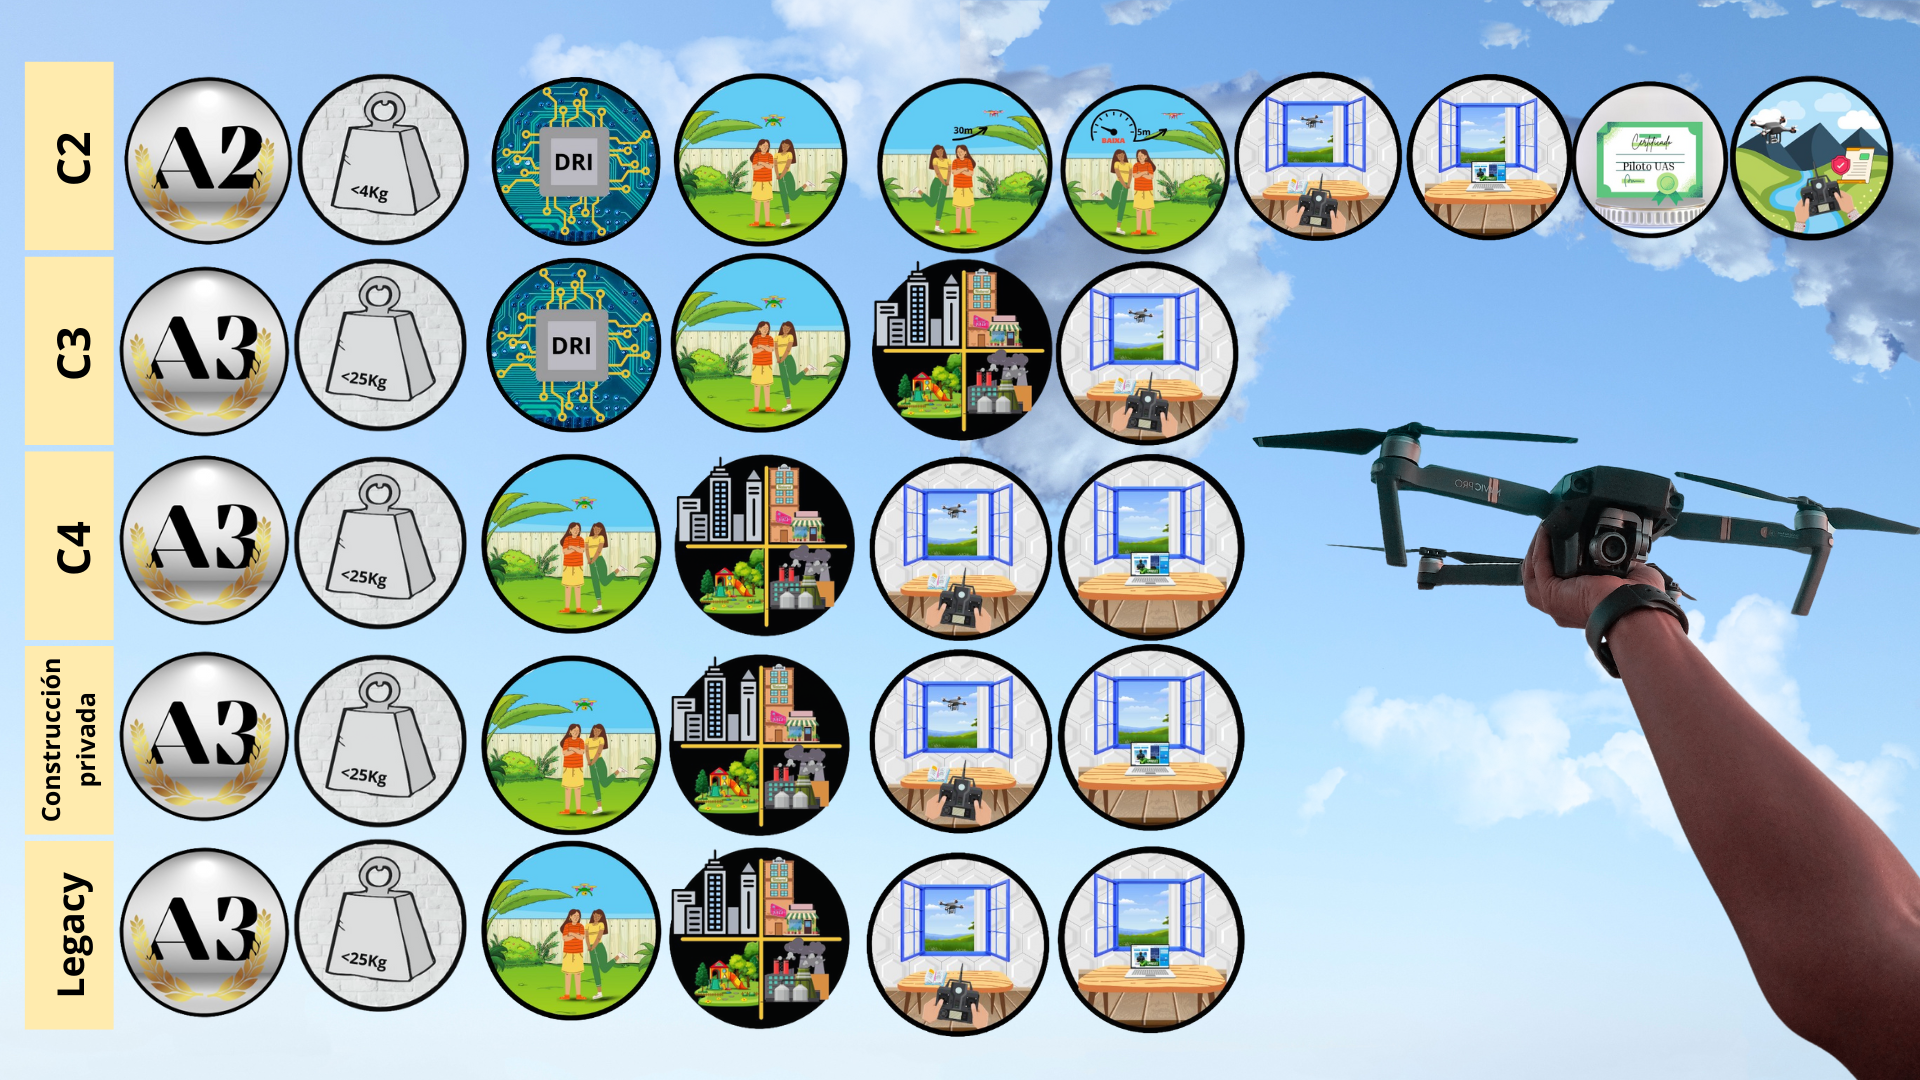 C2
A2
<4Kg
DRI
30m
5m
BAIXA
Certificado
Piloto UAS
C3
A3
<25Kg
DRI
C4
A3
<25Kg
Construcción
privada
A3
<25Kg
Legacy
A3
<25Kg